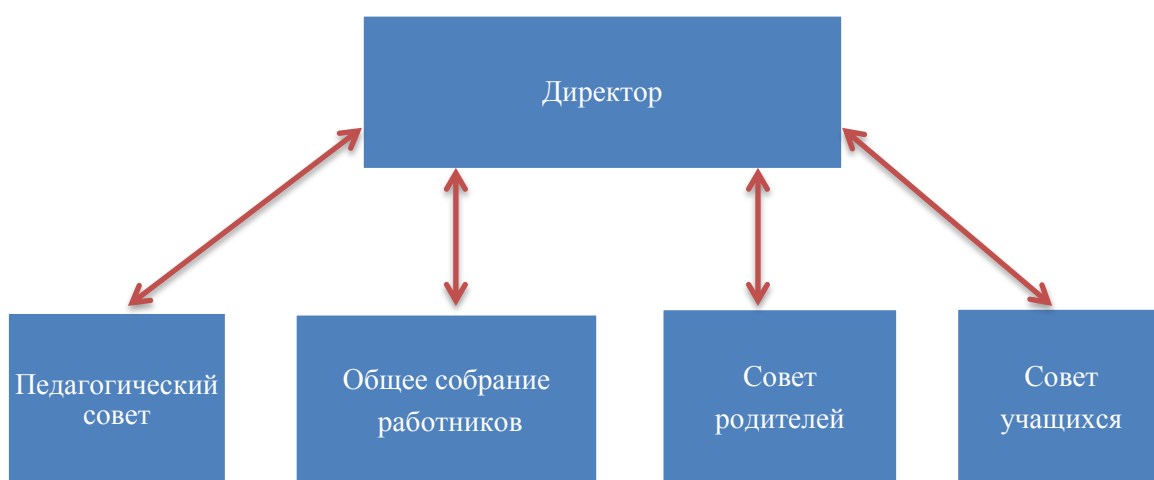 Директор
Педагогический
совет
Общее собрание
работников
Совет
родителей
Совет
учащихся